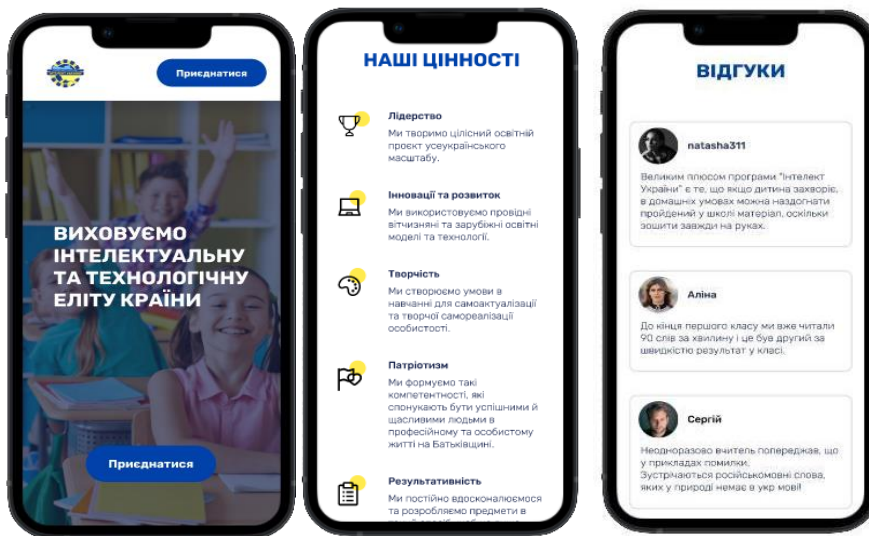 Приєднатися
ВИХОВУЄМО
ІНТЕЛЕКТУАЛЬНУ
ТА ТЕХНОЛОГІЧНУ
ЕЛІТУ КРАЇНИ
Приєднатися
НАШІ ЦІННОСТІ
Лідерство
Ми творимо цілісний освітній
проєкт усеукраїнського
масштабу.
Інновації та розвиток
Ми використовуємо провідні
вітчизняні та зарубіжні освітні
моделі та технології.
Творчість
Ми створюємо умови в
навчанні для самоактуалізації
та творчої самореалізації
особистості.
Патріотизм
Ми формуємо такі
компетентності, які
спонукають бути успішними й
щасливими людьми в
професійному та особистому
житті на Батьківщині.
Результативність
Ми постійно вдосконалюємося
та розробляємо предмети в
ВІДГУКИ
natasha311
Великим плюсом програми "Інтелект
України" є те, що якщо дитина захворіє,
в домашніх умовах можна наздогнати
пройдений у школі матеріал, оскільки
зошити завжди на руках.
Аліна
До кінця першого класу ми вже читали
90 слів за хвилину і це був другий за
швидкістю результат у класі.
Сергій
Неодноразово вчитель попереджав, що
у прикладах помилки.
Зустрічаються російськомовні слова,
яких у природі немає в укр мові!